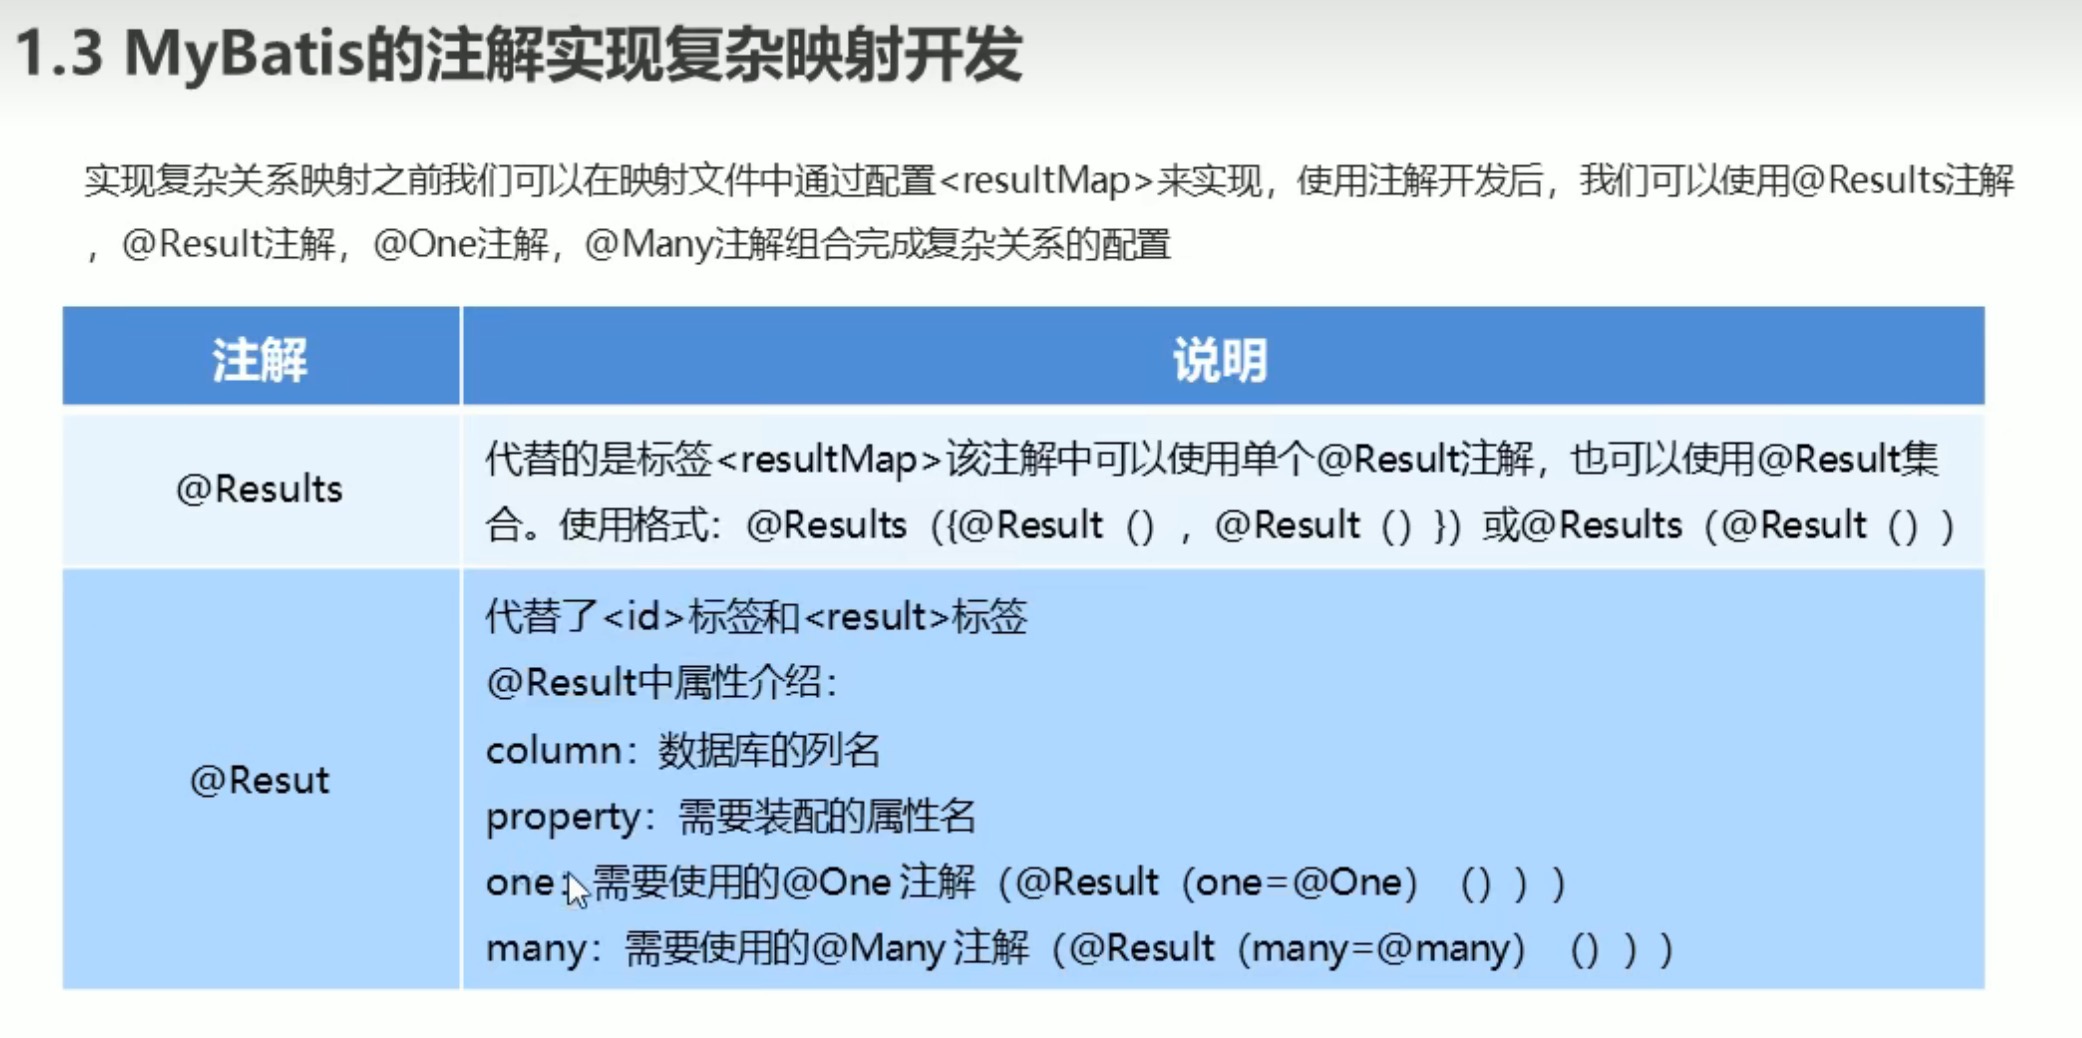 1.3 MyBatis的注解实现复杂映射开发
实现复杂关系映射之前我们可以在映射文件中通过配置<resultMap>来实现，使用注解开发后，我们可以使用@Results注解
，@Result注解，@One注解，@Many注解组合完成复杂关系的配置
注解 说明
@Results
代替的是标签<resultMap>该注解中可以使用单个@Result注解，也可以使用@Result集
合。使用格式：@Results（{@Result（），@Result（）}）或@Results（@Result（））
@Resut
代替了<id>标签和<result>标签
@Result中属性介绍：
column：数据库的列名
property：需要装配的属性名
one：需要使用的@One 注解（@Result（one=@One）（）））
many：需要使用的@Many 注解（@Result（many=@many）（）））